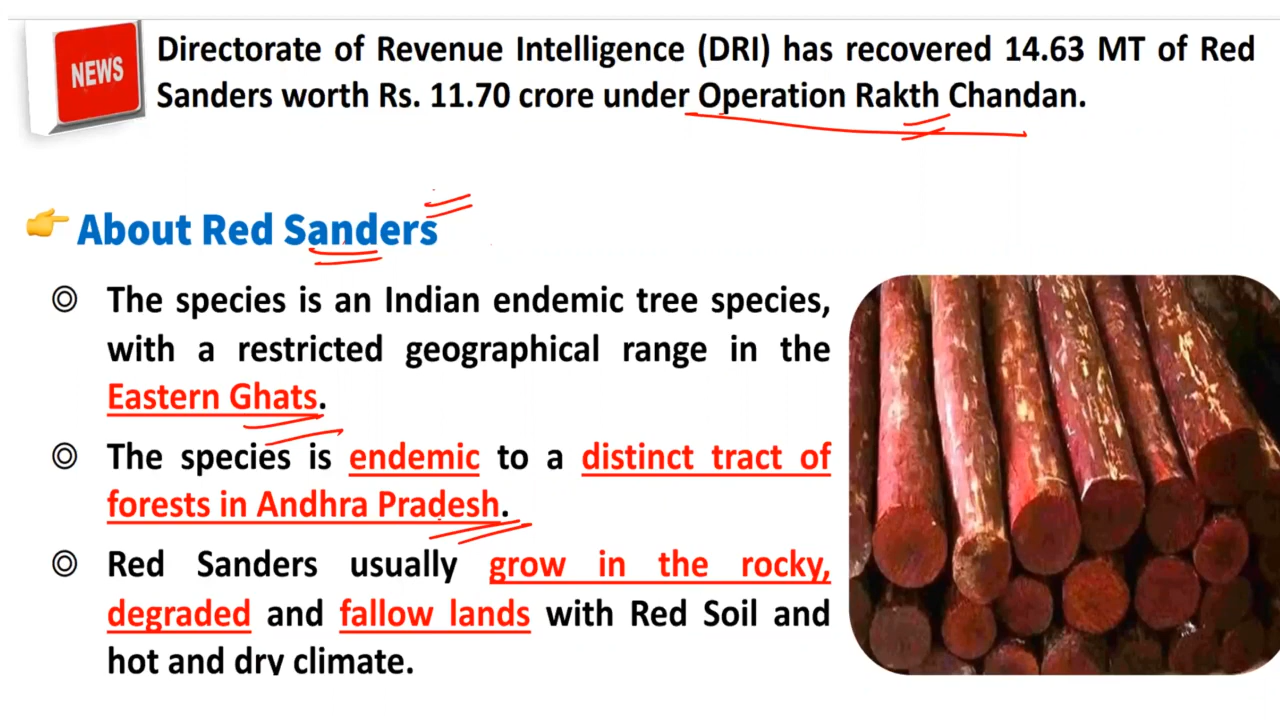 NEWS
Directorate of Revenue Intelligence (DRI) has recovered 14.63 MT of Red
Sanders worth Rs. 11.70 crore under Operation Rakth Chandan.
About Red Sanders
The species is an Indian endemic tree species,
with a restricted geographical range in the
Eastern Ghats.
The species is endemic to a distinct tract of
forests in Andhra Pradesh.
Red Sanders usually grow in the rocky,
degraded and fallow lands with Red Soil and
hot and dry climate.